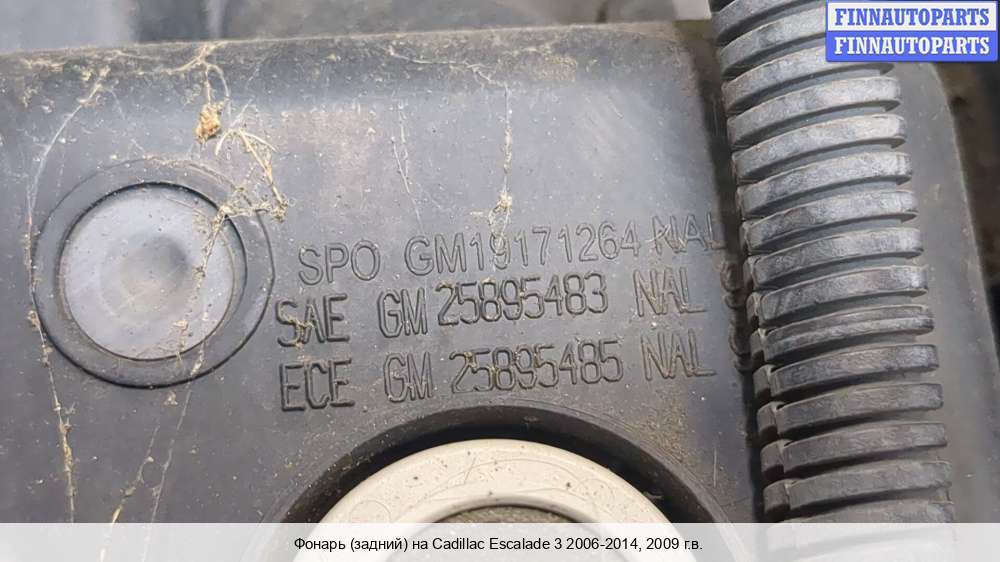 FINNAUTOPARTS
FINNAUTOPARTS
SPO GM19171264 NAL
SAE GM 25895483 NAL
ECE GM 25895485 NAL
Фонарь (задний) на Cadillac Escalade 3 2006-2014, 2009 г.в.